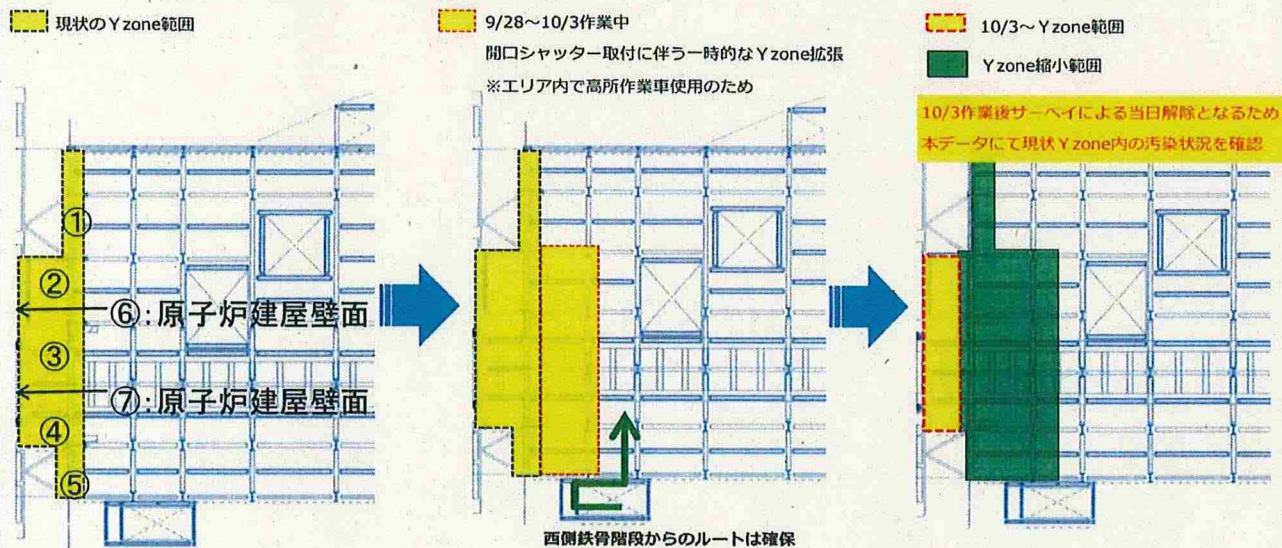 現状のＹzone範囲
9/28～10/3作業中
開口シャッター取付に伴う一時的なＹzone拡張
※エリア内で高所作業車使用のため
10/3～Ｙzone範囲
Ｙzone縮小範囲
10/3作業後サーベイによる当日解除となるため
本データにて現状Ｙzone内の汚染状況を確認
①
②
⑥:原子炉建屋壁面
③
⑦:原子炉建屋壁面
④
⑤
西側鉄骨階段からのルートは確保